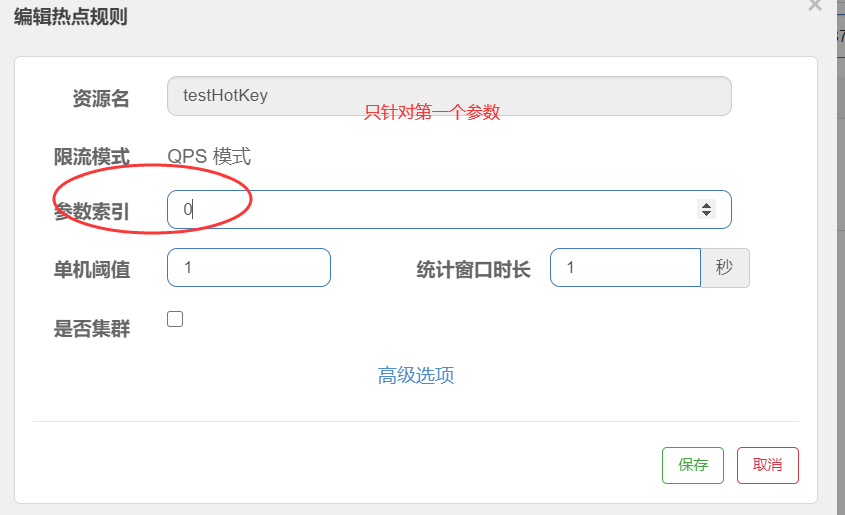 编辑热点规则
×
资源名 testHotKey
只针对第一个参数
限流模式 QPS 模式
参数索引 0
单机阈值 1 统计窗口时长 1 秒
是否集群
高级选项
保存 取消